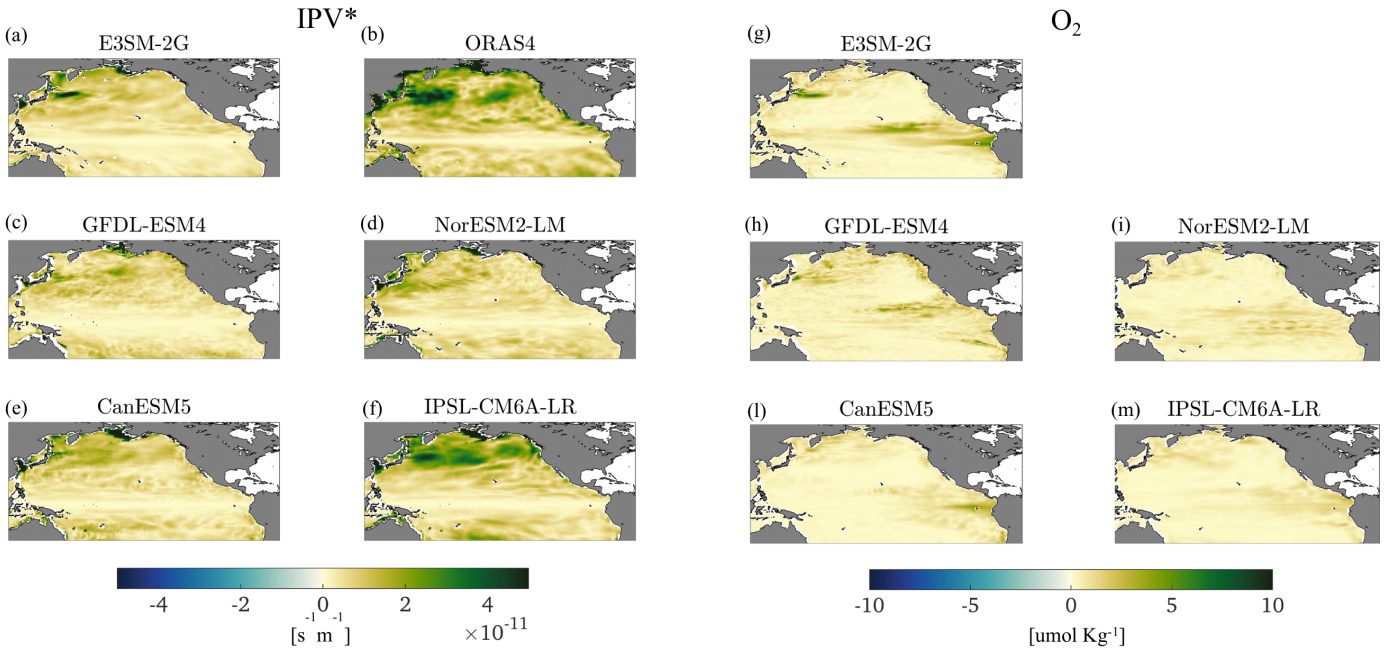 IPV*
O₂
(a) E3SM-2G
(b) ORAS4
(g) E3SM-2G
(c) GFDL-ESM4
(d) NorESM2-LM
(h) GFDL-ESM4
(i) NorESM2-LM
(e) CanESM5
(f) IPSL-CM6A-LR
(l) CanESM5
(m) IPSL-CM6A-LR
-4 -2 0 2 4
[s⁻¹ m⁻¹]
×10⁻¹¹
-10 -5 0 5 10
[umol Kg⁻¹]